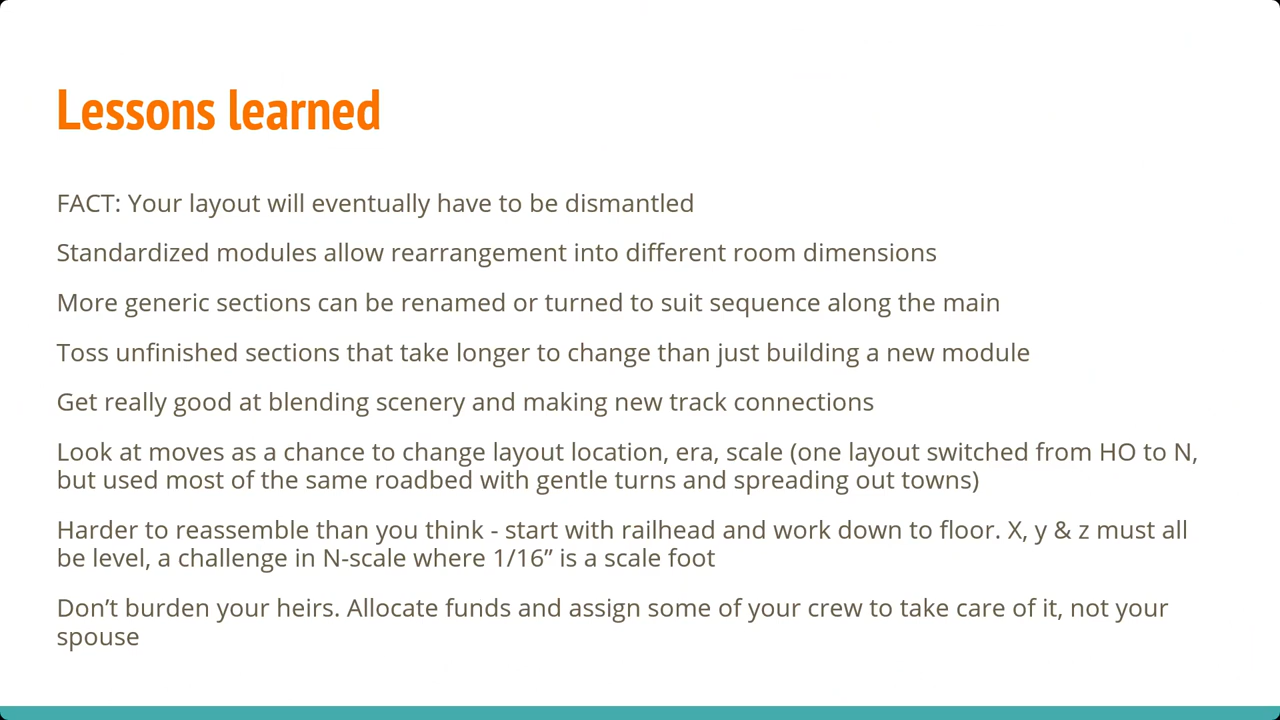 Lessons learned
FACT: Your layout will eventually have to be dismantled
Standardized modules allow rearrangement into different room dimensions
More generic sections can be renamed or turned to suit sequence along the main
Toss unfinished sections that take longer to change than just building a new module
Get really good at blending scenery and making new track connections
Look at moves as a chance to change layout location, era, scale (one layout switched from HO to N,
but used most of the same roadbed with gentle turns and spreading out towns)
Harder to reassemble than you think - start with railhead and work down to floor. X, y & z must all
be level, a challenge in N-scale where 1/16” is a scale foot
Don’t burden your heirs. Allocate funds and assign some of your crew to take care of it, not your
spouse